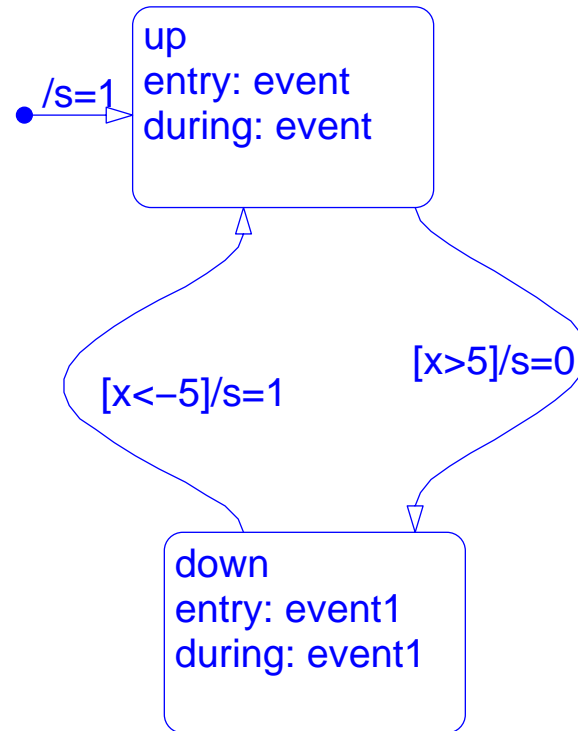 up
entry: event
/s=1
during: event
[x>5]/s=0
[x<−5]/s=1
down
entry: event1
during: event1